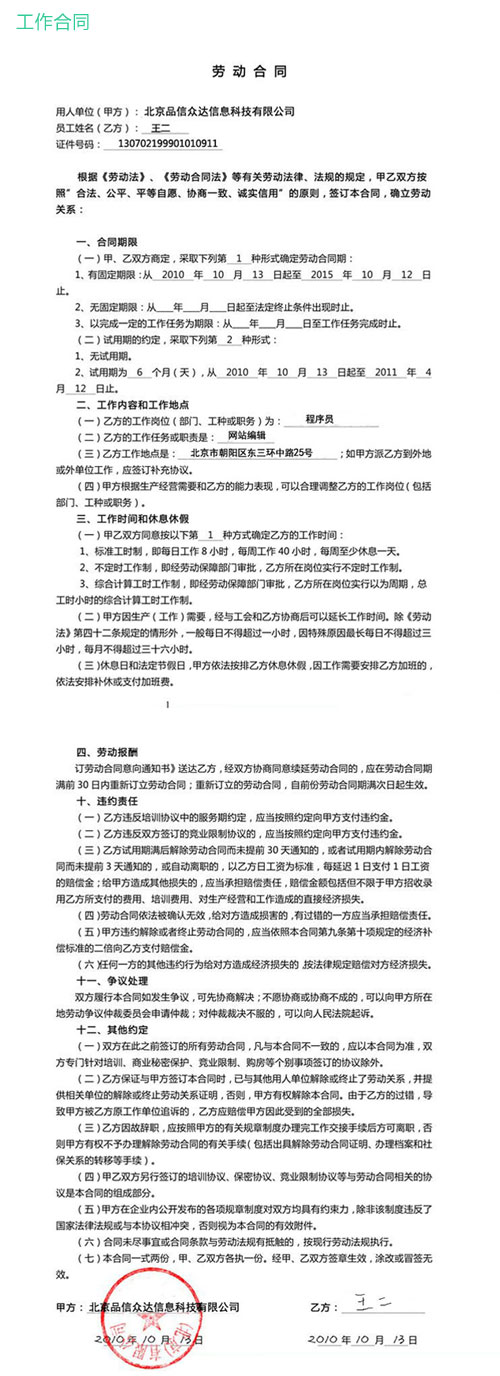 工作合同
劳 动 合 同
用人单位（甲方）：北京品信众达信息科技有限公司
员工姓名（乙方）：王二
证件号码：130702199901010911
根据《劳动法》、《劳动合同法》等有关劳动法律、法规的规定，甲乙双方按
照“合法、公平、平等自愿、协商一致、诚实信用”的原则，签订本合同，确立劳动
关系：
一、合同期限
（一）甲、乙双方商定，采取下列第 1 种形式确定劳动合同期：
1、有固定期限：从 2010 年 10 月 13 日起至 2015 年 10 月 12 日
止。
2、无固定期限：从___年___月___日起至法定终止条件出现时止。
3、以完成一定的工作任务为期限：从___年___月___日至工作任务完成时止。
（二）试用期的约定，采取下列第 2 种形式：
1、无试用期。
2、试用期为 6 个月（天），从 2010 年 10 月 13 日起至 2011 年 4
月 12 日止。
二、工作内容和工作地点
（一）乙方的工作岗位（部门、工种或职务）为：程序员
（二）乙方的工作任务或职责是：网站编辑
（三）乙方工作地点是：北京市朝阳区东三环中路25号；如甲方派乙方到外地
或外单位工作，应签订补充协议。
（四）甲方根据生产经营需要和乙方的能力表现，可以合理调整乙方的工作岗位（包括
部门、工种或职务）。
三、工作时间和休息休假
（一）甲乙双方同意按以下第 1 种方式确定乙方的工作时间：
1、标准工时制，即每日工作 8 小时，每周工作 40 小时，每周至少休息一天。
2、不定时工作制，即经劳动保障部门审批，乙方所在岗位实行不定时工作制。
3、综合计算工时工作制，即经劳动保障部门审批，乙方所在岗位实行以为周期，总
工时小时的综合计算工时工作制。
（二）甲方因生产（工作）需要，经与工会和乙方协商后可以延长工作时间。除《劳动
法》第四十二条规定的情形外，一般每日不得超过一小时，因特殊原因最长每日不得超过三
小时，每月不得超过三十六小时。
（三）休息日和法定节假日，甲方依法按排乙方休息休假，因工作需要安排乙方加班的，
依法安排补休或支付加班费。
1
四、劳动报酬
订劳动合同意向通知书》送达乙方，经双方协商同意续延劳动合同的，应在劳动合同期
满前 30 日内重新订立劳动合同；重新订立的劳动合同，自前份劳动合同期满次日起生效。
十、违约责任
（一）乙方违反培训协议中的服务期约定，应当按照约定向甲方支付违约金。
（二）乙方违反双方签订的竞业限制协议的，应当按照约定向甲方支付违约金。
（三）乙方试用期满后解除劳动合同而未提前 30 天通知的，或者试用期内解除劳动合
同而未提前 3 天通知的，或自动离职的，以乙方日工资为标准，每延迟 1 日支付 1 日工资
的赔偿金；给甲方造成其他损失的，应当承担赔偿责任，赔偿金额包括但不限于甲方招收录
用乙方所支付的费用、培训费用、对生产经营和工作造成的直接经济损失。
（四）劳动合同依法被确认无效，给对方造成损害的，有过错的一方应当承担赔偿责任。
（五）甲方违约解除或者终止劳动合同的，应当依照本合同第九条第十项规定的经济补
偿标准的二倍向乙方支付赔偿金。
（六）任何一方的其他违约行为给对方造成经济损失的，按法律规定赔偿对方经济损失。
十一、争议处理
双方履行本合同如发生争议，可先协商解决；不愿协商或协商不成的，可以向甲方所在
地劳动争议仲裁委员会申请仲裁；对仲裁裁决不服的，可以向人民法院起诉。
十二、其他约定
（一）双方在此之前签订的所有劳动合同，凡与本合同不一致的，应以本合同为准，双
方专门针对培训、商业秘密保护、竞业限制、购房等个别事项签订的协议除外。
（二）乙方保证与甲方签订本合同时，已与其他用人单位解除或终止了劳动关系，并提
供相关单位的解除或终止劳动关系证明，否则，甲方有权解除本合同。由于乙方的过错，导
致甲方被乙方原工作单位追诉的，乙方应赔偿甲方因此受到的全部损失。
（三）乙方因故辞职，应按照甲方的有关规章制度办理完工作交接手续后方可离职，否
则甲方有权不予办理解除劳动合同的有关手续（包括出具解除劳动合同证明、办理档案和社
保关系的转移等手续）。
（四）甲乙双方另行签订的培训协议、保密协议、竞业限制协议等与劳动合同相关的协
议是本合同的组成部分。
（五）甲方在企业内公开发布的各项规章制度对双方均具有约束力，除非该制度违反了
国家法律法规或与本协议相冲突，否则视为本合同的有效附件。
（六）合同未尽事宜或合同条款与劳动法规有抵触的，按现行劳动法规执行。
（七）本合同一式两份，甲、乙双方各执一份。经甲、乙双方签章生效，涂改或冒签无
效。
甲方：北京品信众达信息科技有限公司 乙方：王二
2010 年 10 月 13 日 2010 年 10 月 13 日